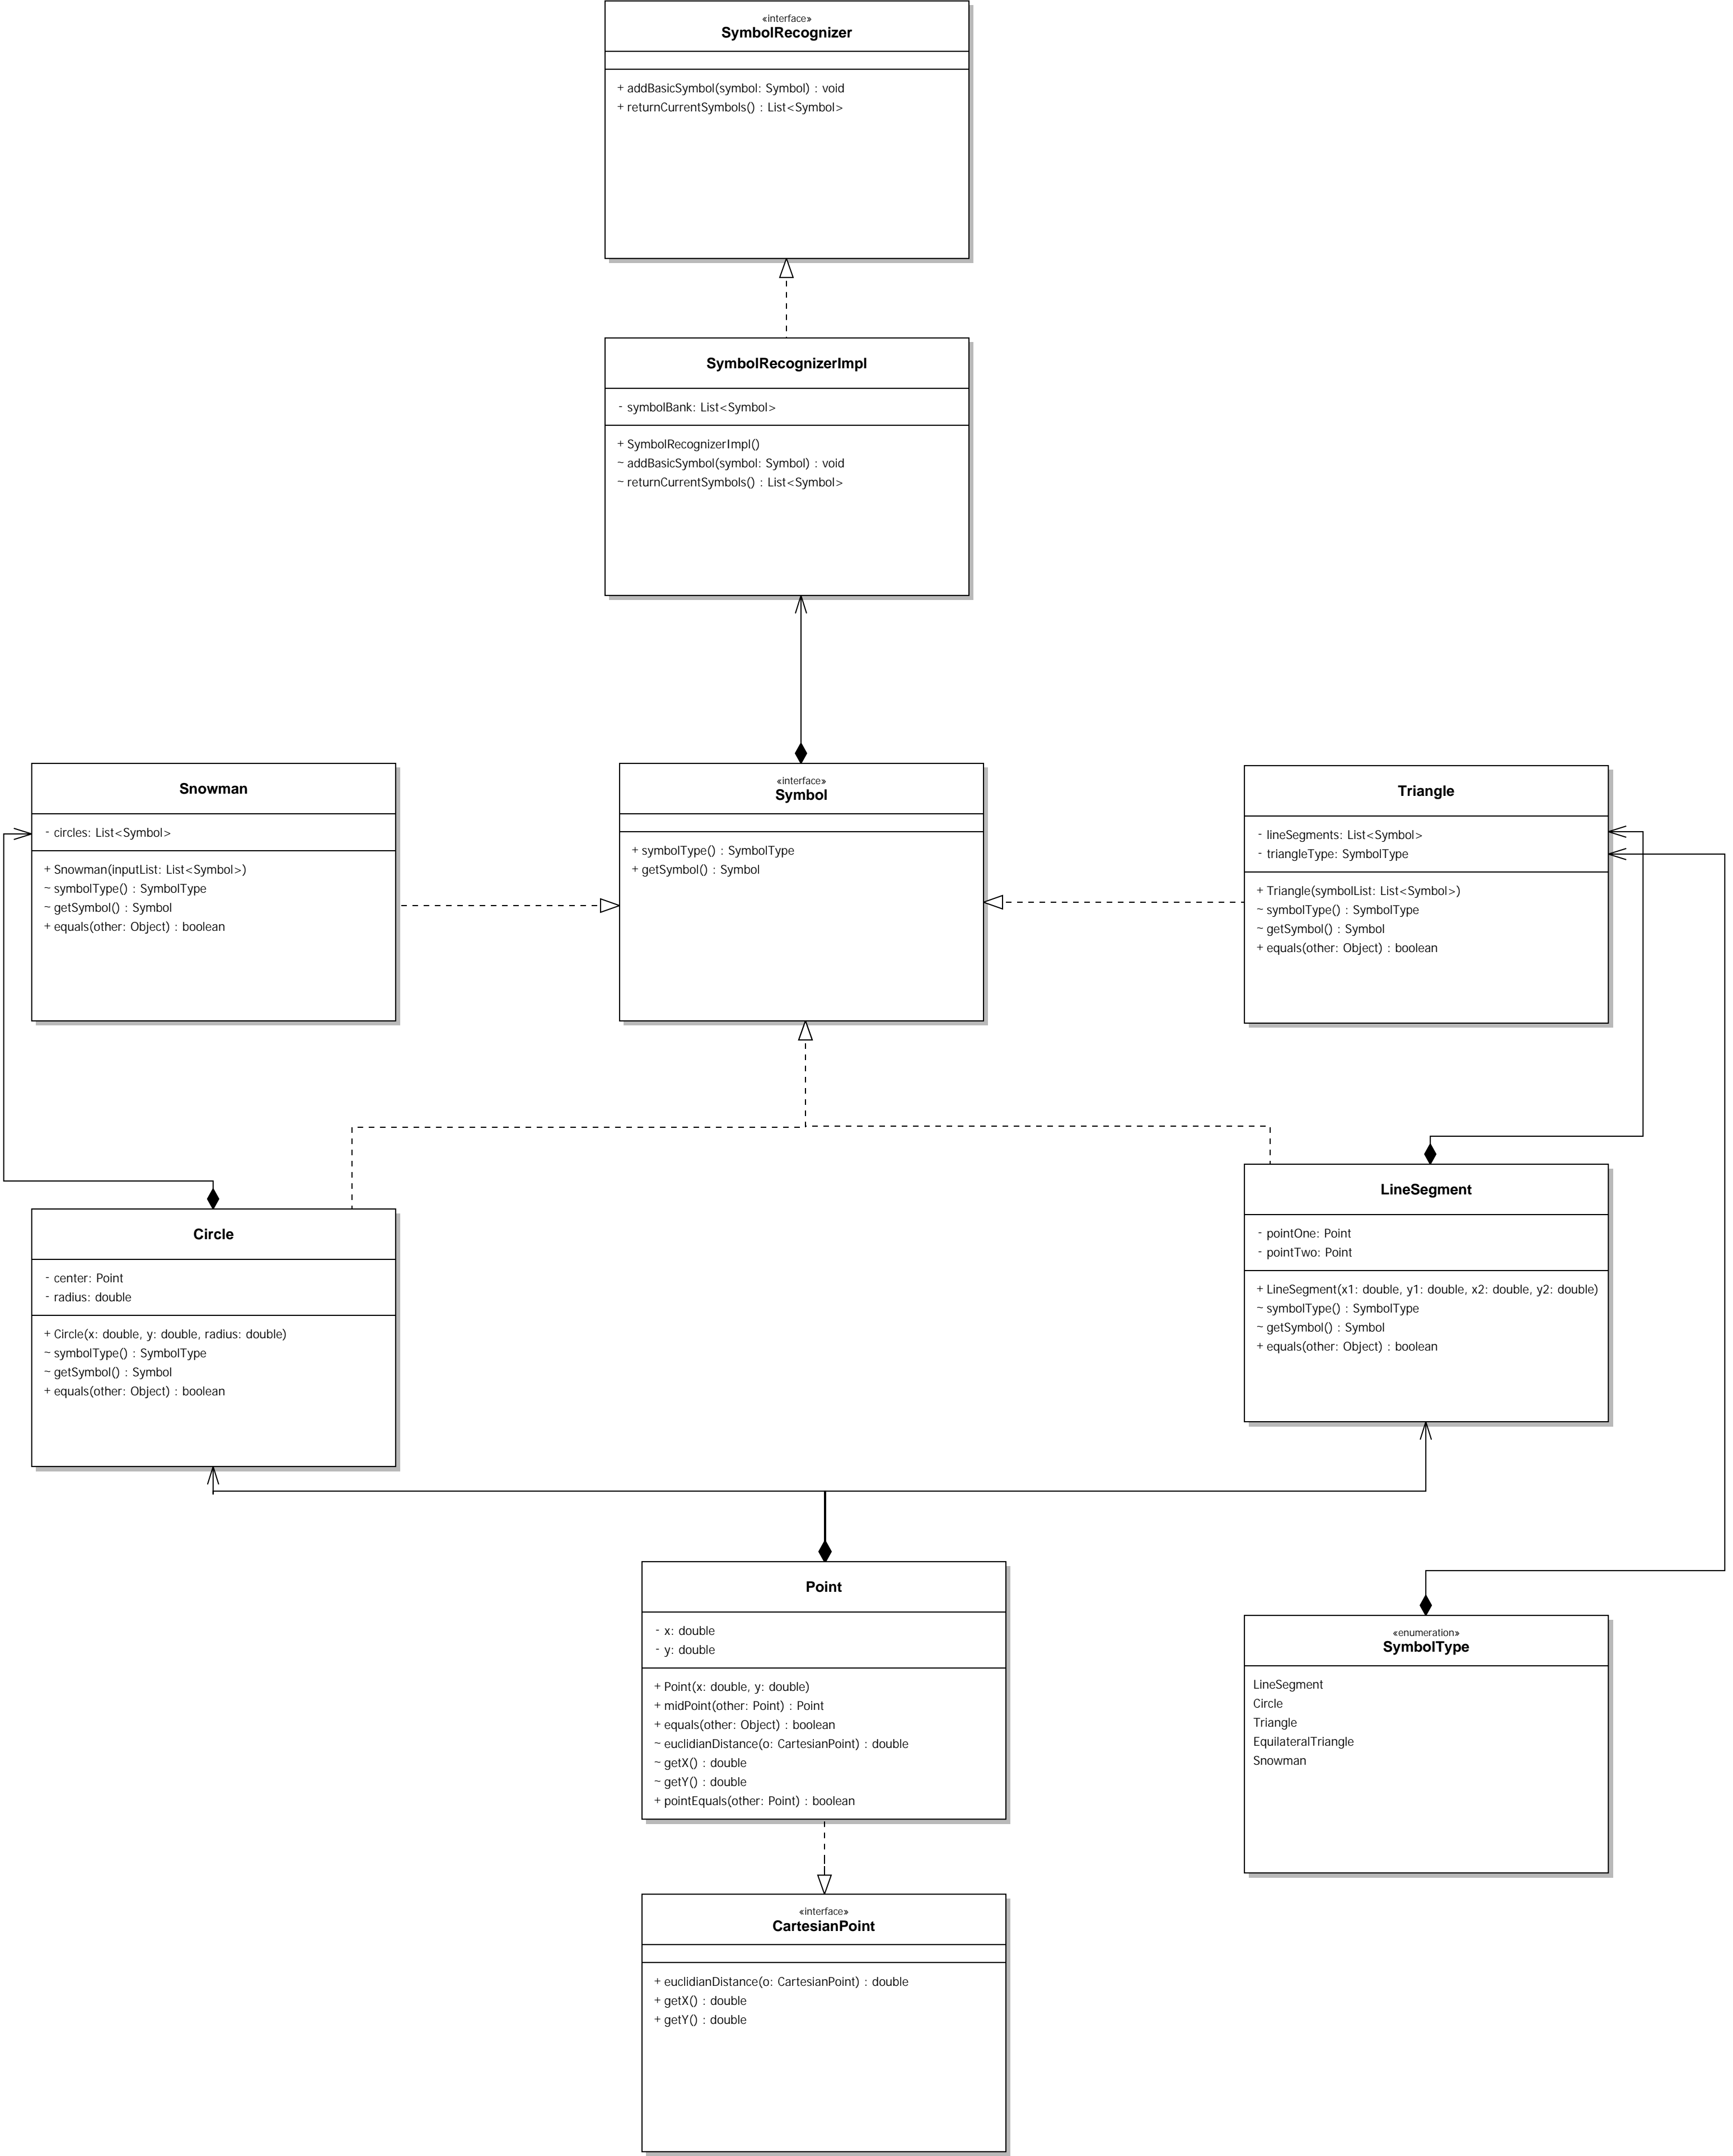 «interface»
SymbolRecognizer
+ addBasicSymbol(symbol: Symbol) : void
+ returnCurrentSymbols() : List<Symbol>
SymbolRecognizerImpl
- symbolBank: List<Symbol>
+ SymbolRecognizerImpl()
~ addBasicSymbol(symbol: Symbol) : void
~ returnCurrentSymbols() : List<Symbol>
Snowman
- circles: List<Symbol>
+ Snowman(inputList: List<Symbol>)
~ symbolType() : SymbolType
~ getSymbol() : Symbol
+ equals(other: Object) : boolean
«interface»
Symbol
+ symbolType() : SymbolType
+ getSymbol() : Symbol
Triangle
- lineSegments: List<Symbol>
- triangleType: SymbolType
+ Triangle(symbolList: List<Symbol>)
~ symbolType() : SymbolType
~ getSymbol() : Symbol
+ equals(other: Object) : boolean
Circle
- center: Point
- radius: double
+ Circle(x: double, y: double, radius: double)
~ symbolType() : SymbolType
~ getSymbol() : Symbol
+ equals(other: Object) : boolean
LineSegment
- pointOne: Point
- pointTwo: Point
+ LineSegment(x1: double, y1: double, x2: double, y2: double)
~ symbolType() : SymbolType
~ getSymbol() : Symbol
+ equals(other: Object) : boolean
Point
- x: double
- y: double
+ Point(x: double, y: double)
+ midPoint(other: Point) : Point
+ equals(other: Object) : boolean
~ euclidianDistance(o: CartesianPoint) : double
~ getX() : double
~ getY() : double
+ pointEquals(other: Point) : boolean
«enumeration»
SymbolType
LineSegment
Circle
Triangle
EquilateralTriangle
Snowman
«interface»
CartesianPoint
+ euclidianDistance(o: CartesianPoint) : double
+ getX() : double
+ getY() : double